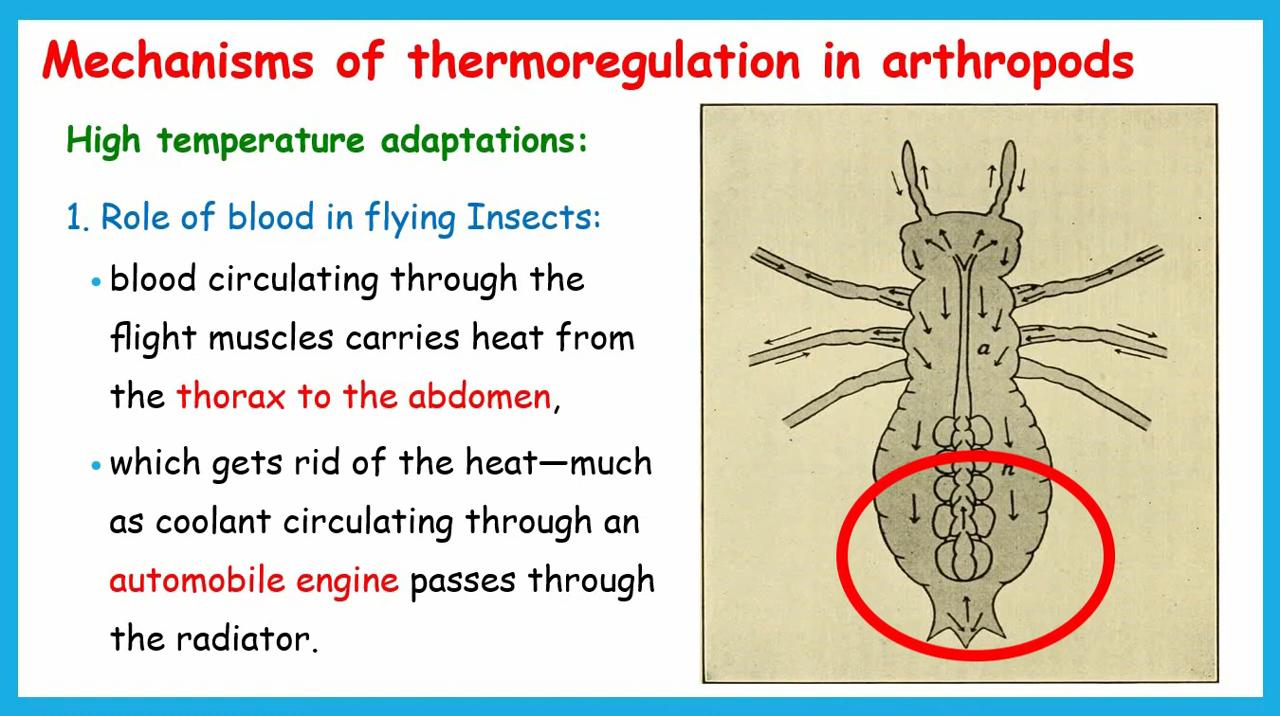 Mechanisms of thermoregulation in arthropods
High temperature adaptations:
1. Role of blood in flying Insects:
• blood circulating through the
flight muscles carries heat from
the thorax to the abdomen,
• which gets rid of the heat—much
as coolant circulating through an
automobile engine passes through
the radiator.
a
h